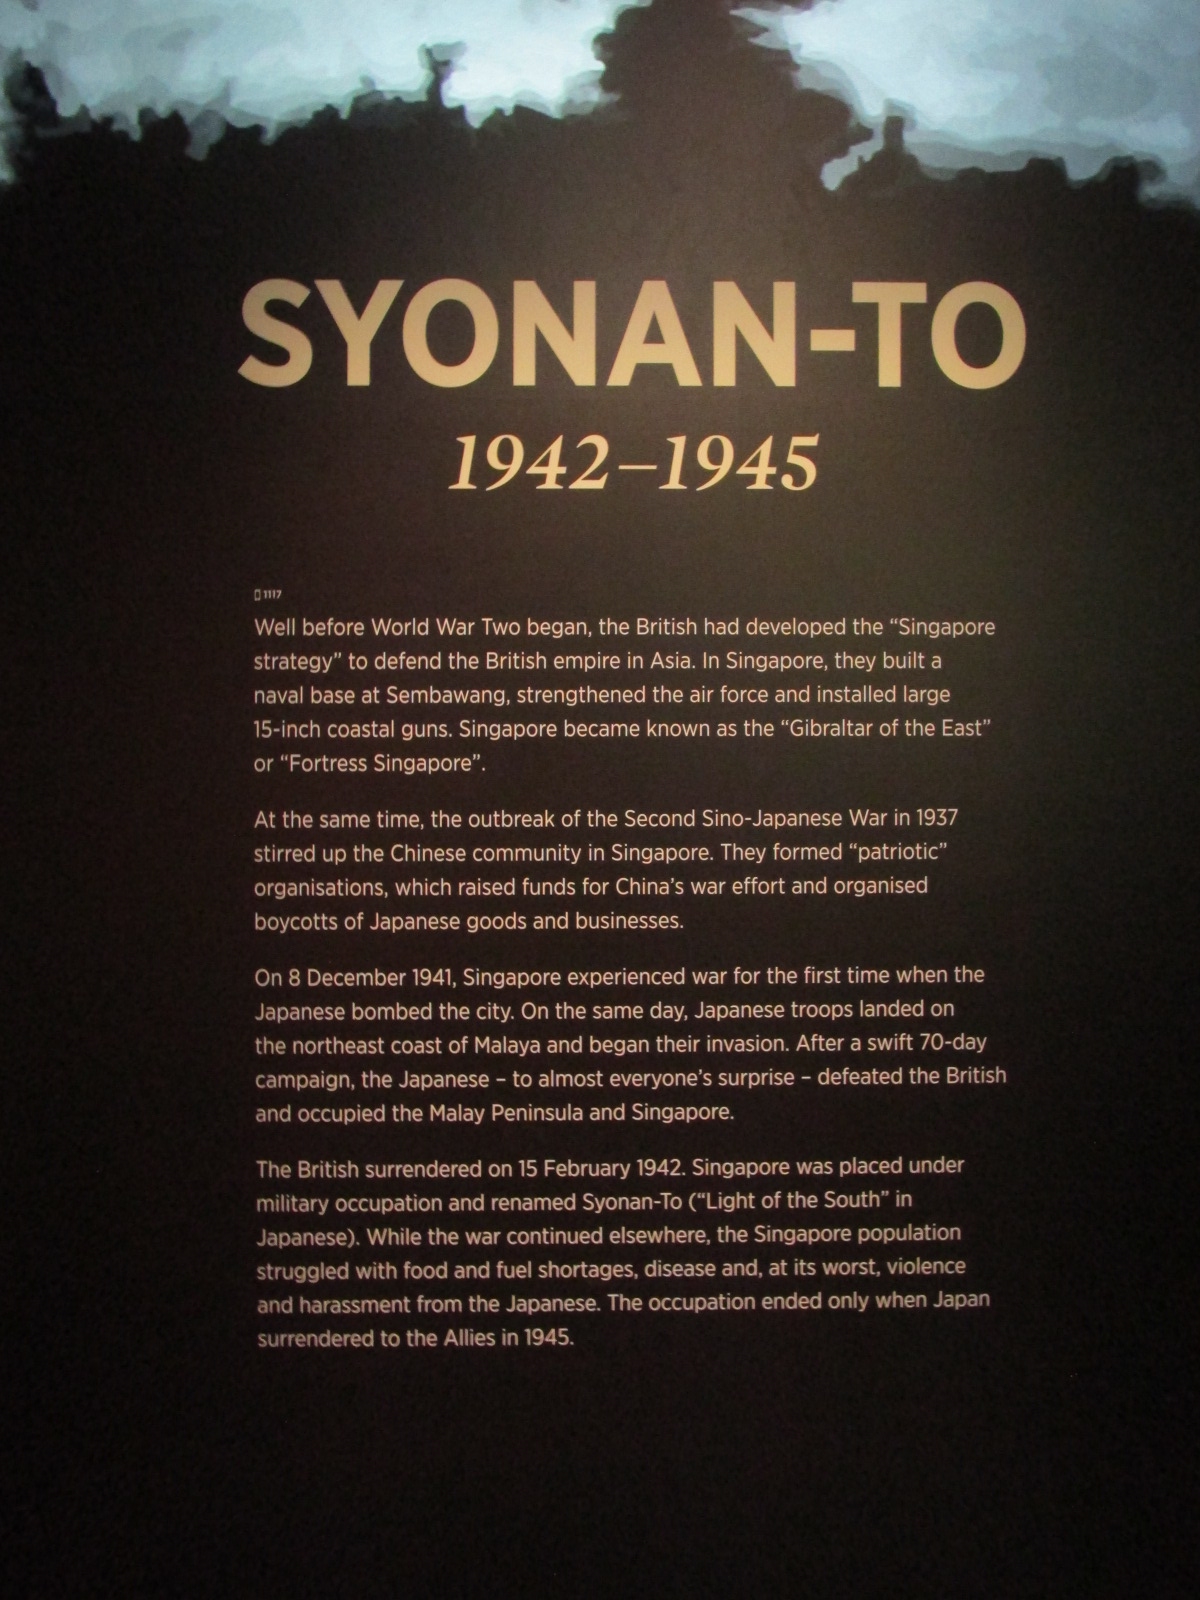 SYONAN-TO
1942–1945
1117
Well before World War Two began, the British had developed the “Singapore
strategy” to defend the British empire in Asia. In Singapore, they built a
naval base at Sembawang, strengthened the air force and installed large
15-inch coastal guns. Singapore became known as the “Gibraltar of the East”
or “Fortress Singapore”.
At the same time, the outbreak of the Second Sino-Japanese War in 1937
stirred up the Chinese community in Singapore. They formed “patriotic”
organisations, which raised funds for China’s war effort and organised
boycotts of Japanese goods and businesses.
On 8 December 1941, Singapore experienced war for the first time when the
Japanese bombed the city. On the same day, Japanese troops landed on
the northeast coast of Malaya and began their invasion. After a swift 70-day
campaign, the Japanese – to almost everyone’s surprise – defeated the British
and occupied the Malay Peninsula and Singapore.
The British surrendered on 15 February 1942. Singapore was placed under
military occupation and renamed Syonan-To (“Light of the South” in
Japanese). While the war continued elsewhere, the Singapore population
struggled with food and fuel shortages, disease and, at its worst, violence
and harassment from the Japanese. The occupation ended only when Japan
surrendered to the Allies in 1945.